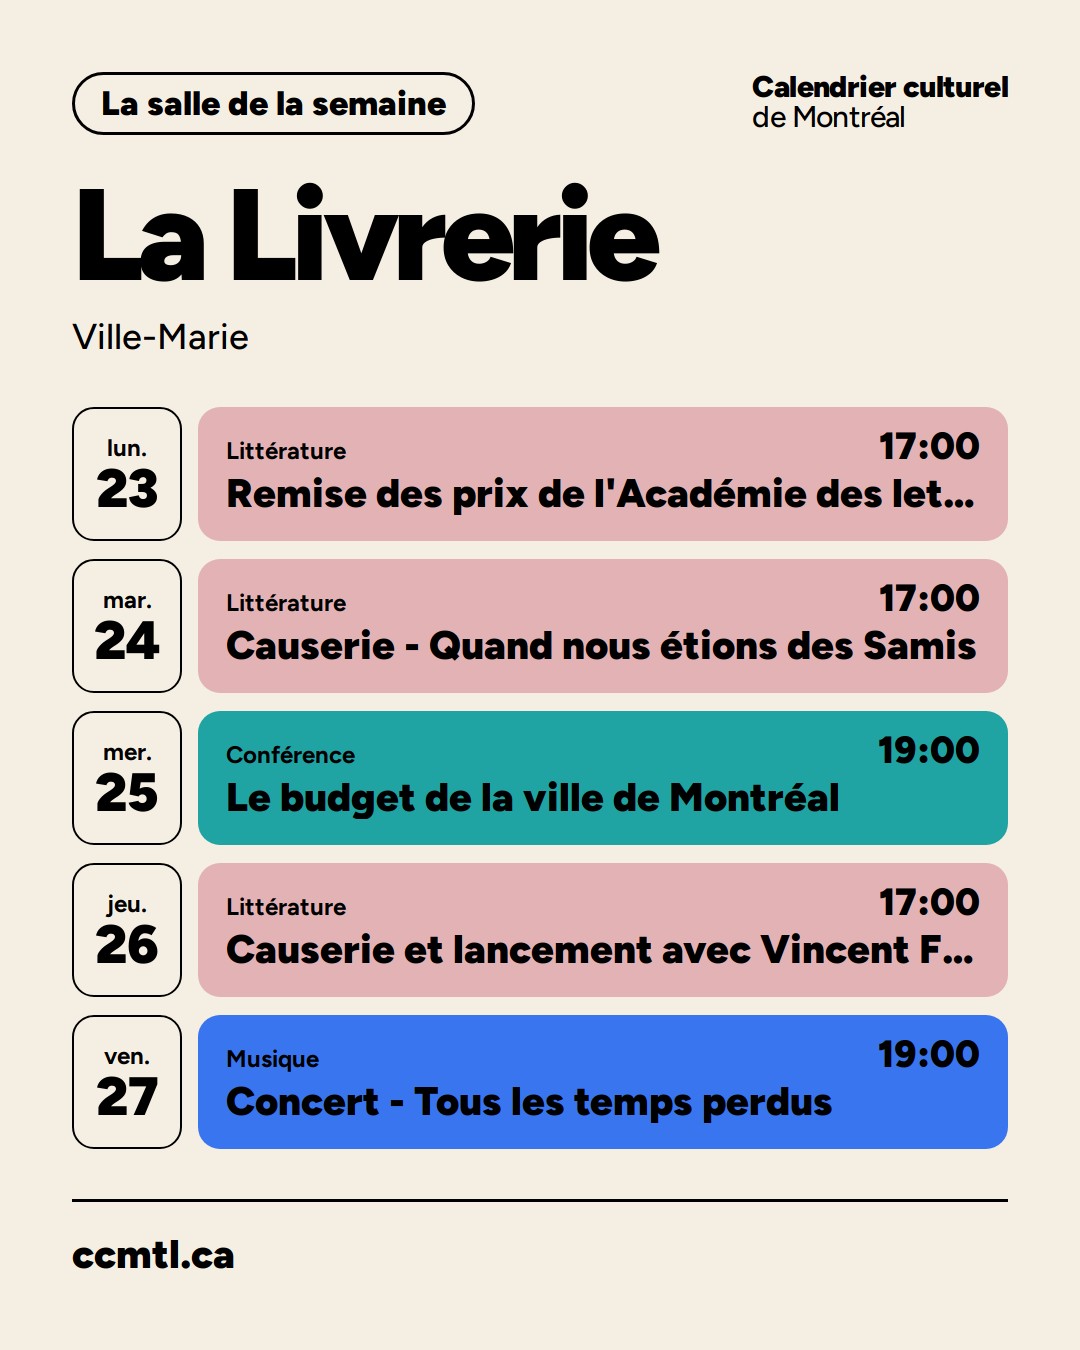 La salle de la semaine
Calendrier culturel
de Montréal
La Livrerie
Ville-Marie
lun.
23
Littérature
17:00
Remise des prix de l'Académie des let...
mar.
24
Littérature
17:00
Causerie - Quand nous étions des Samis
mer.
25
Conférence
19:00
Le budget de la ville de Montréal
jeu.
26
Littérature
17:00
Causerie et lancement avec Vincent F...
ven.
27
Musique
19:00
Concert - Tous les temps perdus
ccmtl.ca